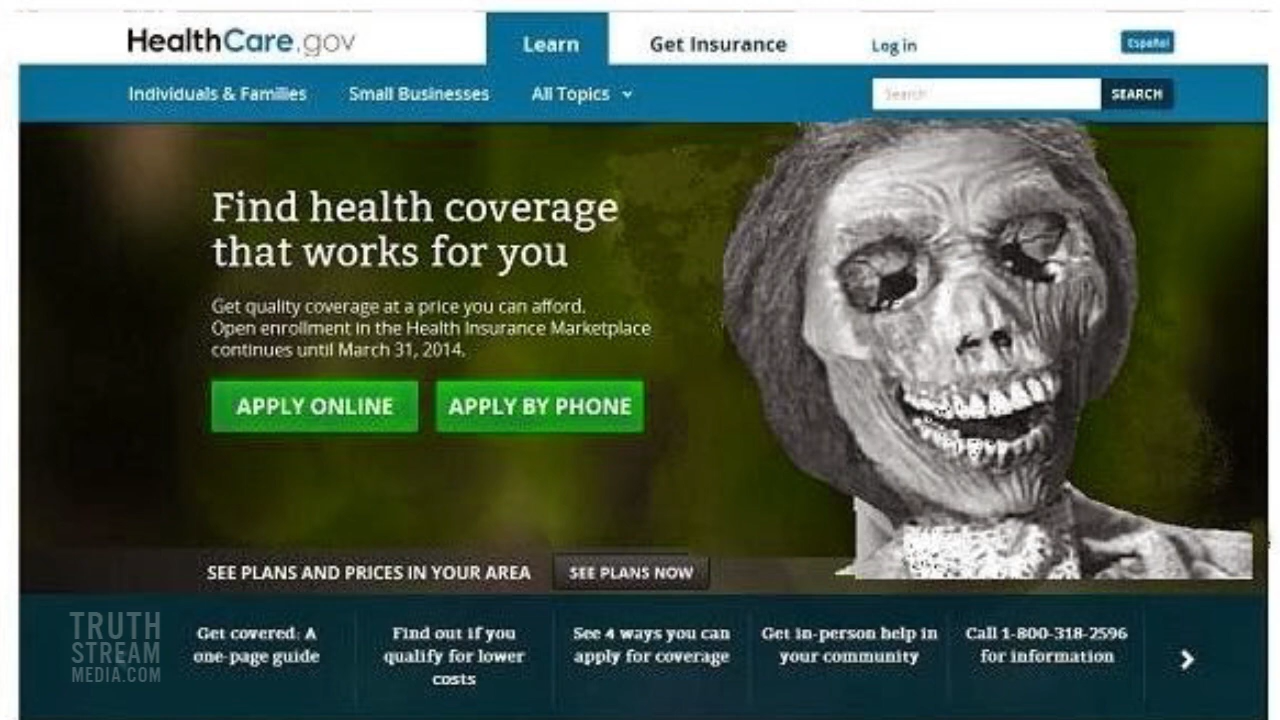 HealthCare.gov
Learn
Get Insurance
Log in
Español
Individuals & Families
Small Businesses
All Topics
Search
SEARCH
Find health coverage
that works for you
Get quality coverage at a price you can afford.
Open enrollment in the Health Insurance Marketplace
continues until March 31, 2014.
APPLY ONLINE
APPLY BY PHONE
SEE PLANS AND PRICES IN YOUR AREA
SEE PLANS NOW
TRUTH
STREAM
MEDIA.COM
Get covered: A
one-page guide
Find out if you
qualify for lower
costs
See 4 ways you can
apply for coverage
Get in-person help in
your community
Call 1-800-318-2596
for information